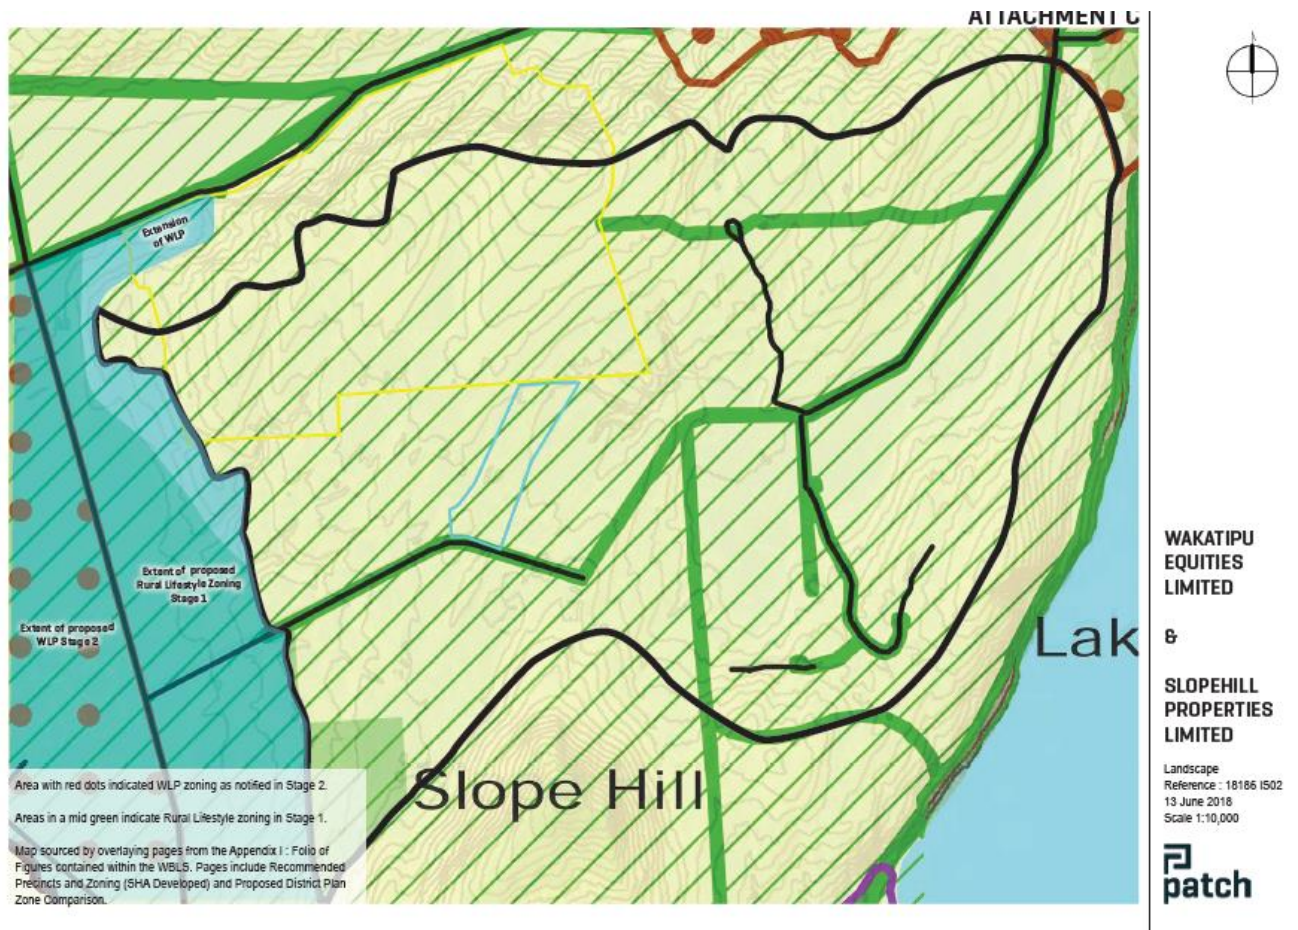 ATTACHMENT C
Extension
of WLP
Extent of proposed
Rural Lifestyle Zoning
Stage 1
Extent of proposed
WLP Stage 2
Lak
Slope Hill
Area with red dots indicated WLP zoning as notified in Stage 2.
Areas in a mid green indicate Rural Lifestyle zoning in Stage 1.
Map sourced by overlaying pages from the Appendix I : Folio of
Figures contained within the WBLS. Pages include Recommended
Precincts and Zoning (SHA Developed) and Proposed District Plan
Zone Comparison.
WAKATIPU
EQUITIES
LIMITED
&
SLOPEHILL
PROPERTIES
LIMITED
Landscape
Reference : 18186 IS02
13 June 2018
Scale 1:10,000
patch